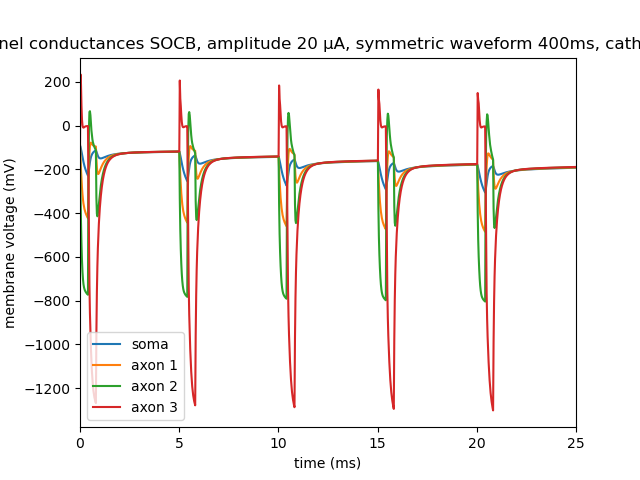 nel conductances SOCB, amplitude 20 μA, symmetric waveform 400ms, cath
membrane voltage (mV)
200
0
−200
−400
−600
−800
−1000
−1200
soma
axon 1
axon 2
axon 3
0 5 10 15 20 25
time (ms)